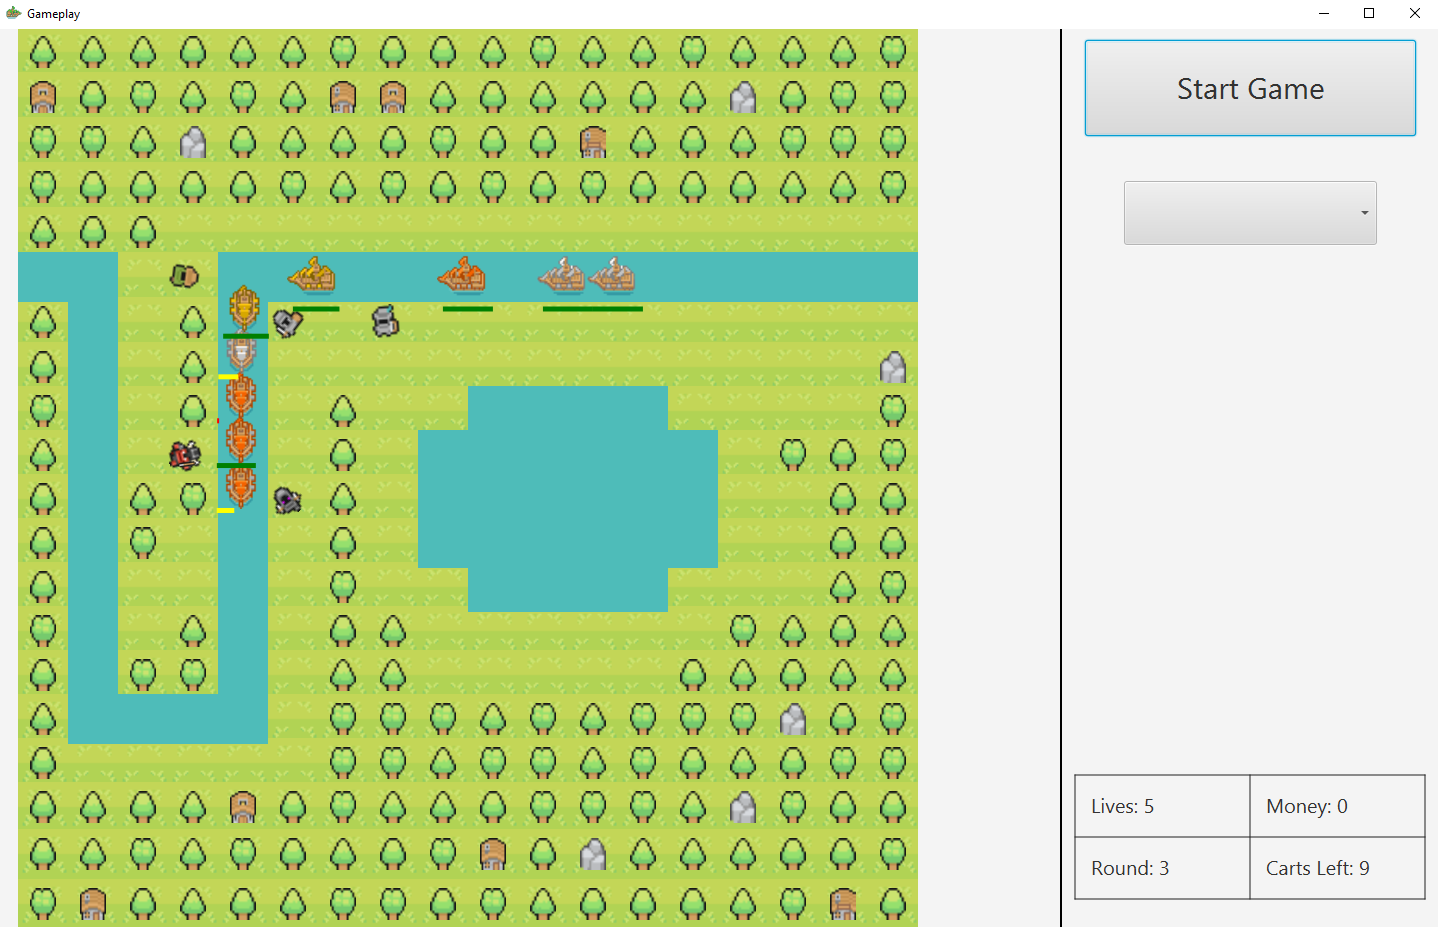 Gameplay
Start Game
Lives: 5
Money: 0
Round: 3
Carts Left: 9